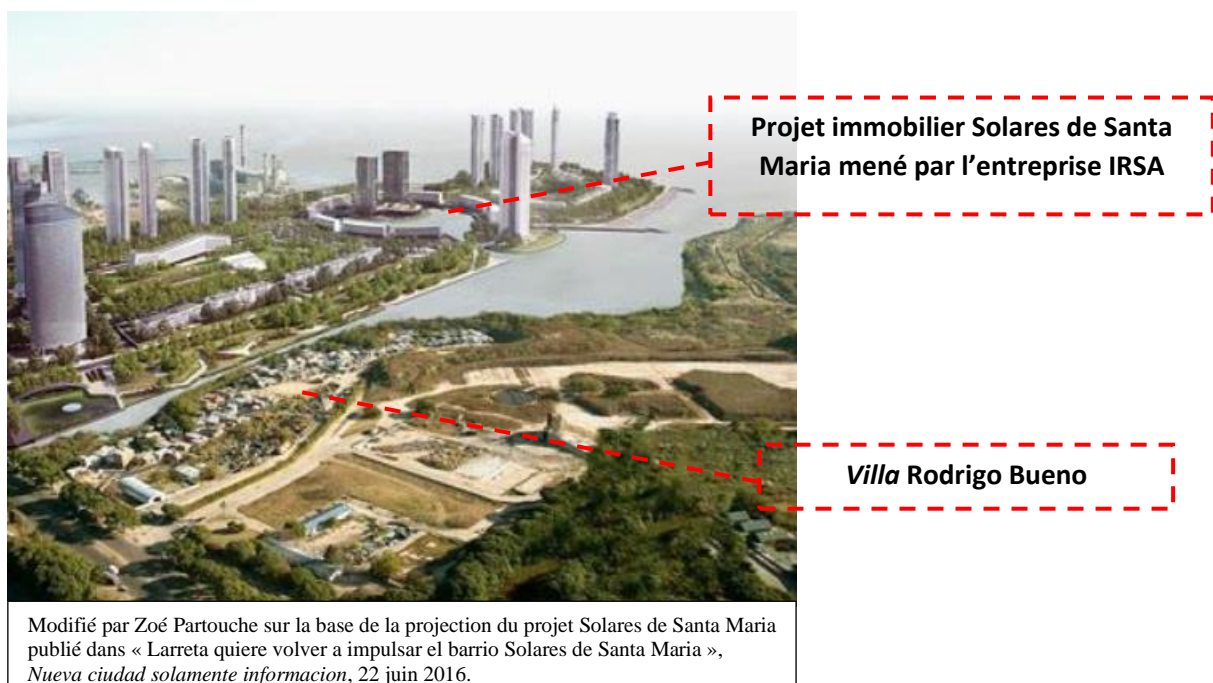 Projet immobilier Solares de Santa
Maria mené par l’entreprise IRSA
Villa Rodrigo Bueno
Modifié par Zoé Partouche sur la base de la projection du projet Solares de Santa Maria
publié dans « Larreta quiere volver a impulsar el barrio Solares de Santa Maria »,
Nueva ciudad solamente informacion, 22 juin 2016.